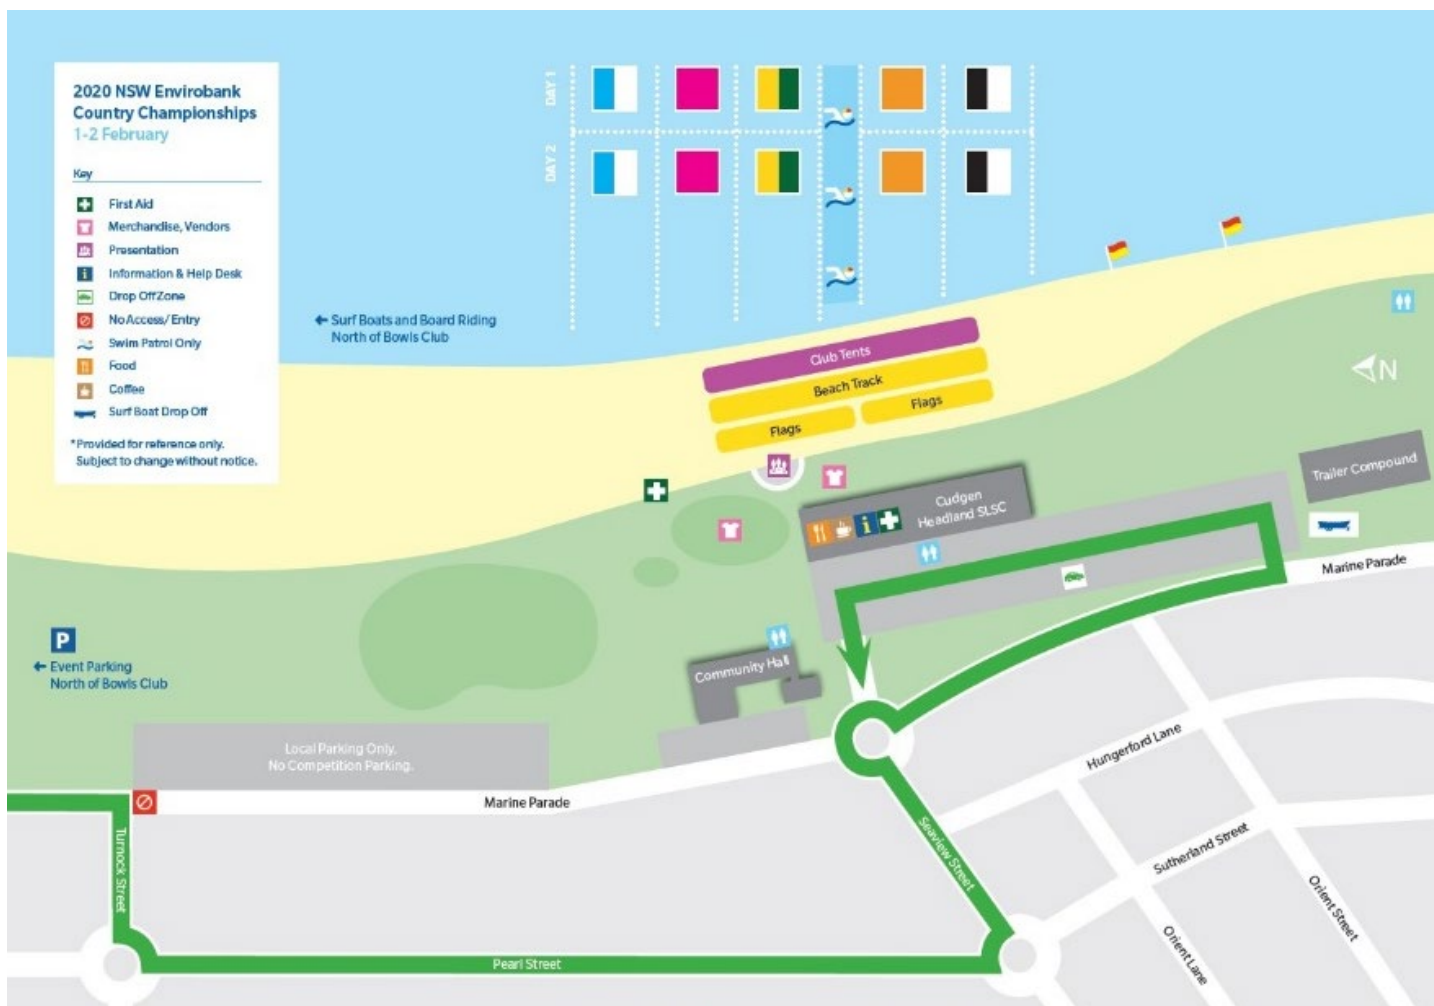 2020 NSW Envirobank
Country Championships
1-2 February
Key
First Aid
Merchandise, Vendors
Presentation
Information & Help Desk
Drop Off Zone
No Access/ Entry
Swim Patrol Only
Food
Coffee
Surf Boat Drop Off
*Provided for reference only.
Subject to change without notice.
DAY 1
DAY 2
← Surf Boats and Board Riding
North of Bowls Club
Club Tents
Beach Track
Flags
Flags
N
Trailer Compound
Cudgen
Headland SLSC
i
Marine Parade
P
← Event Parking
North of Bowls Club
Community Hall
Local Parking Only.
No Competition Parking.
Marine Parade
Hungerford Lane
Turnock Street
Seaview Street
Sutherland Street
Orient Street
Orient Lane
Pearl Street